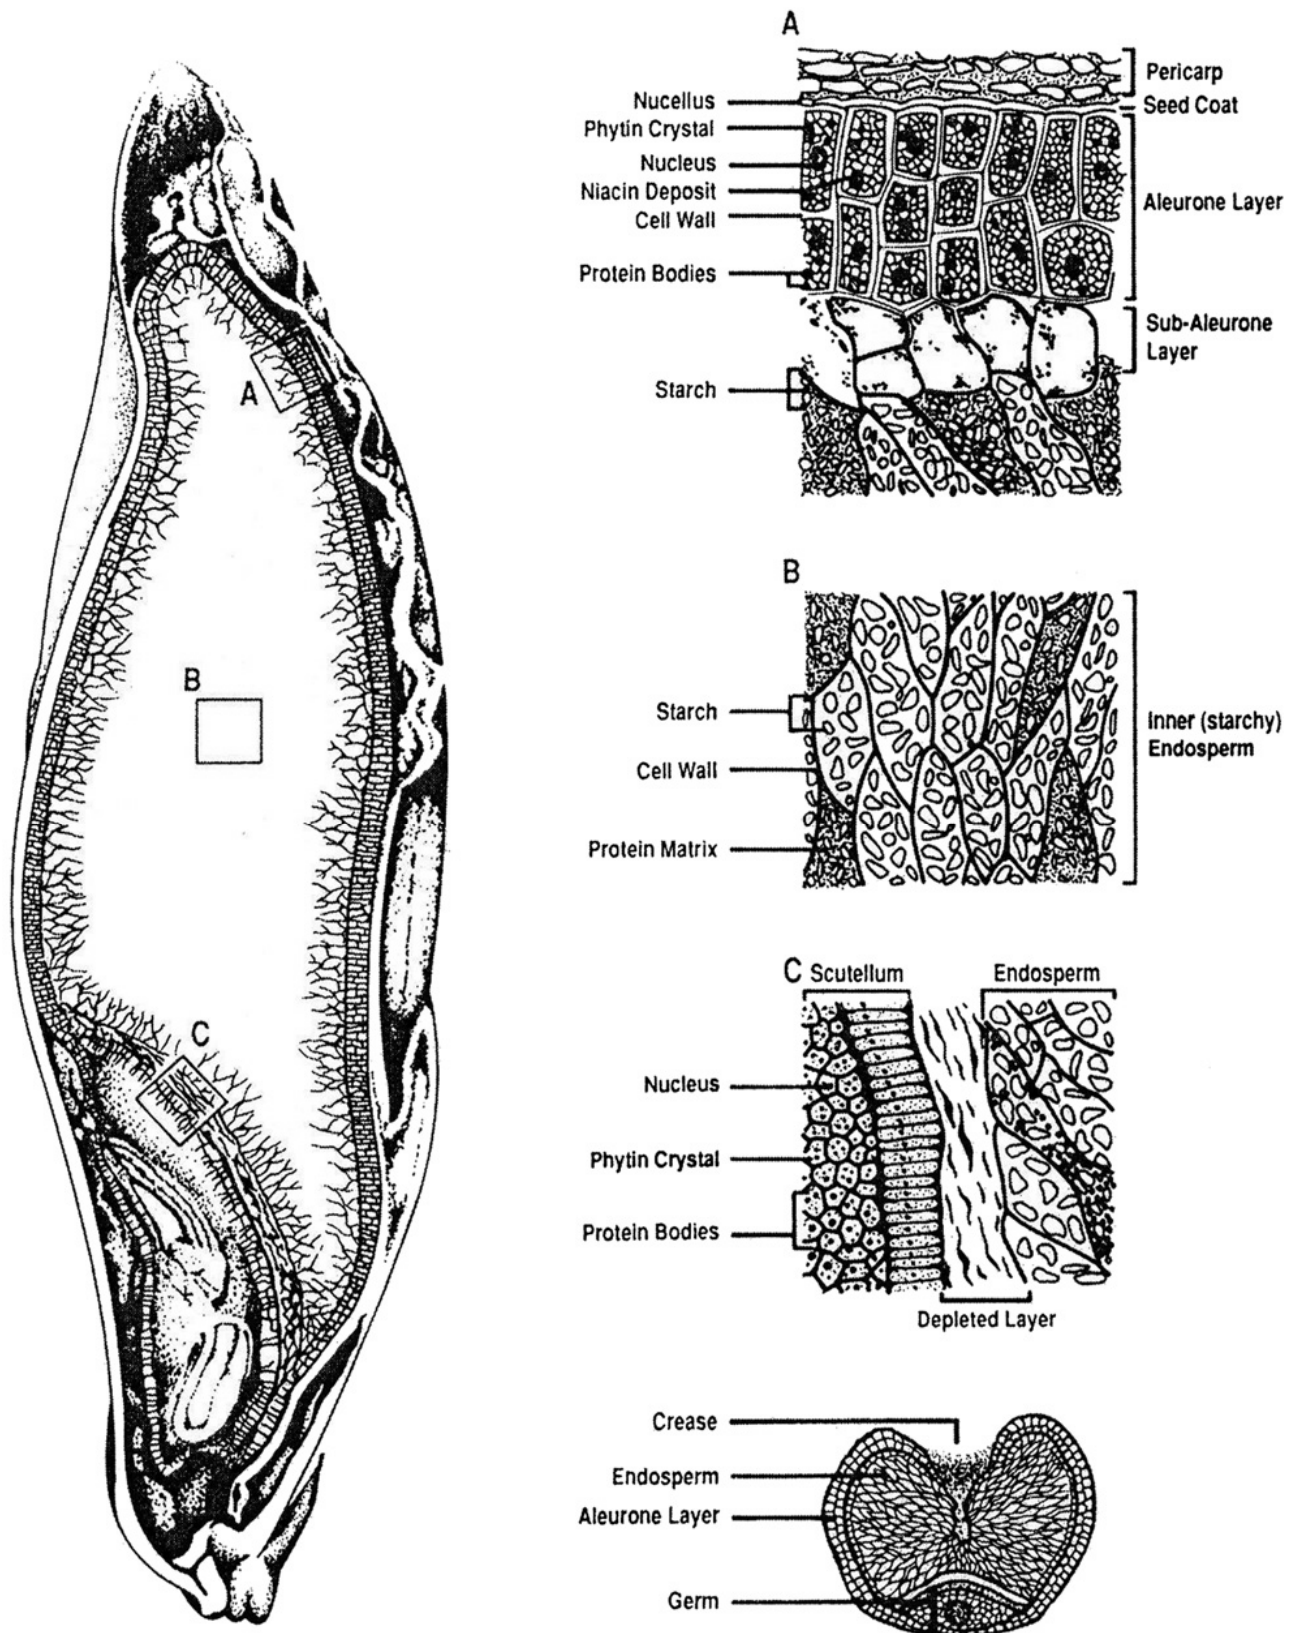 A
B
C
A
Pericarp
Nucellus
Seed Coat
Phytin Crystal
Nucleus
Niacin Deposit
Cell Wall
Aleurone Layer
Protein Bodies
Sub-Aleurone
Layer
Starch
B
Starch
Cell Wall
Protein Matrix
Inner (starchy)
Endosperm
C Scutellum
Endosperm
Nucleus
Phytin Crystal
Protein Bodies
Depleted Layer
Crease
Endosperm
Aleurone Layer
Germ